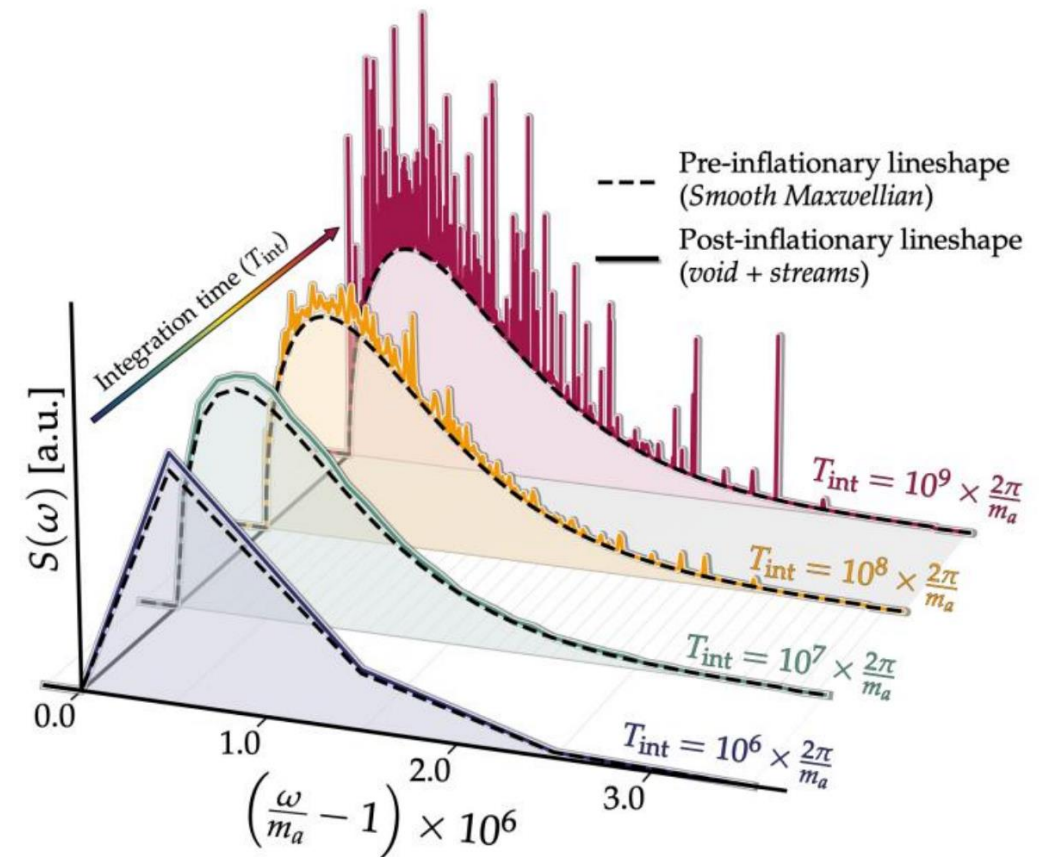 Pre-inflationary lineshape
(Smooth Maxwellian)
Post-inflationary lineshape
(void + streams)
Integration time (T_int)
S(ω) [a.u.]
T_int = 10^9 × 2π/m_a
T_int = 10^8 × 2π/m_a
T_int = 10^7 × 2π/m_a
T_int = 10^6 × 2π/m_a
0.0
1.0
2.0
3.0
(ω/m_a − 1) × 10^6